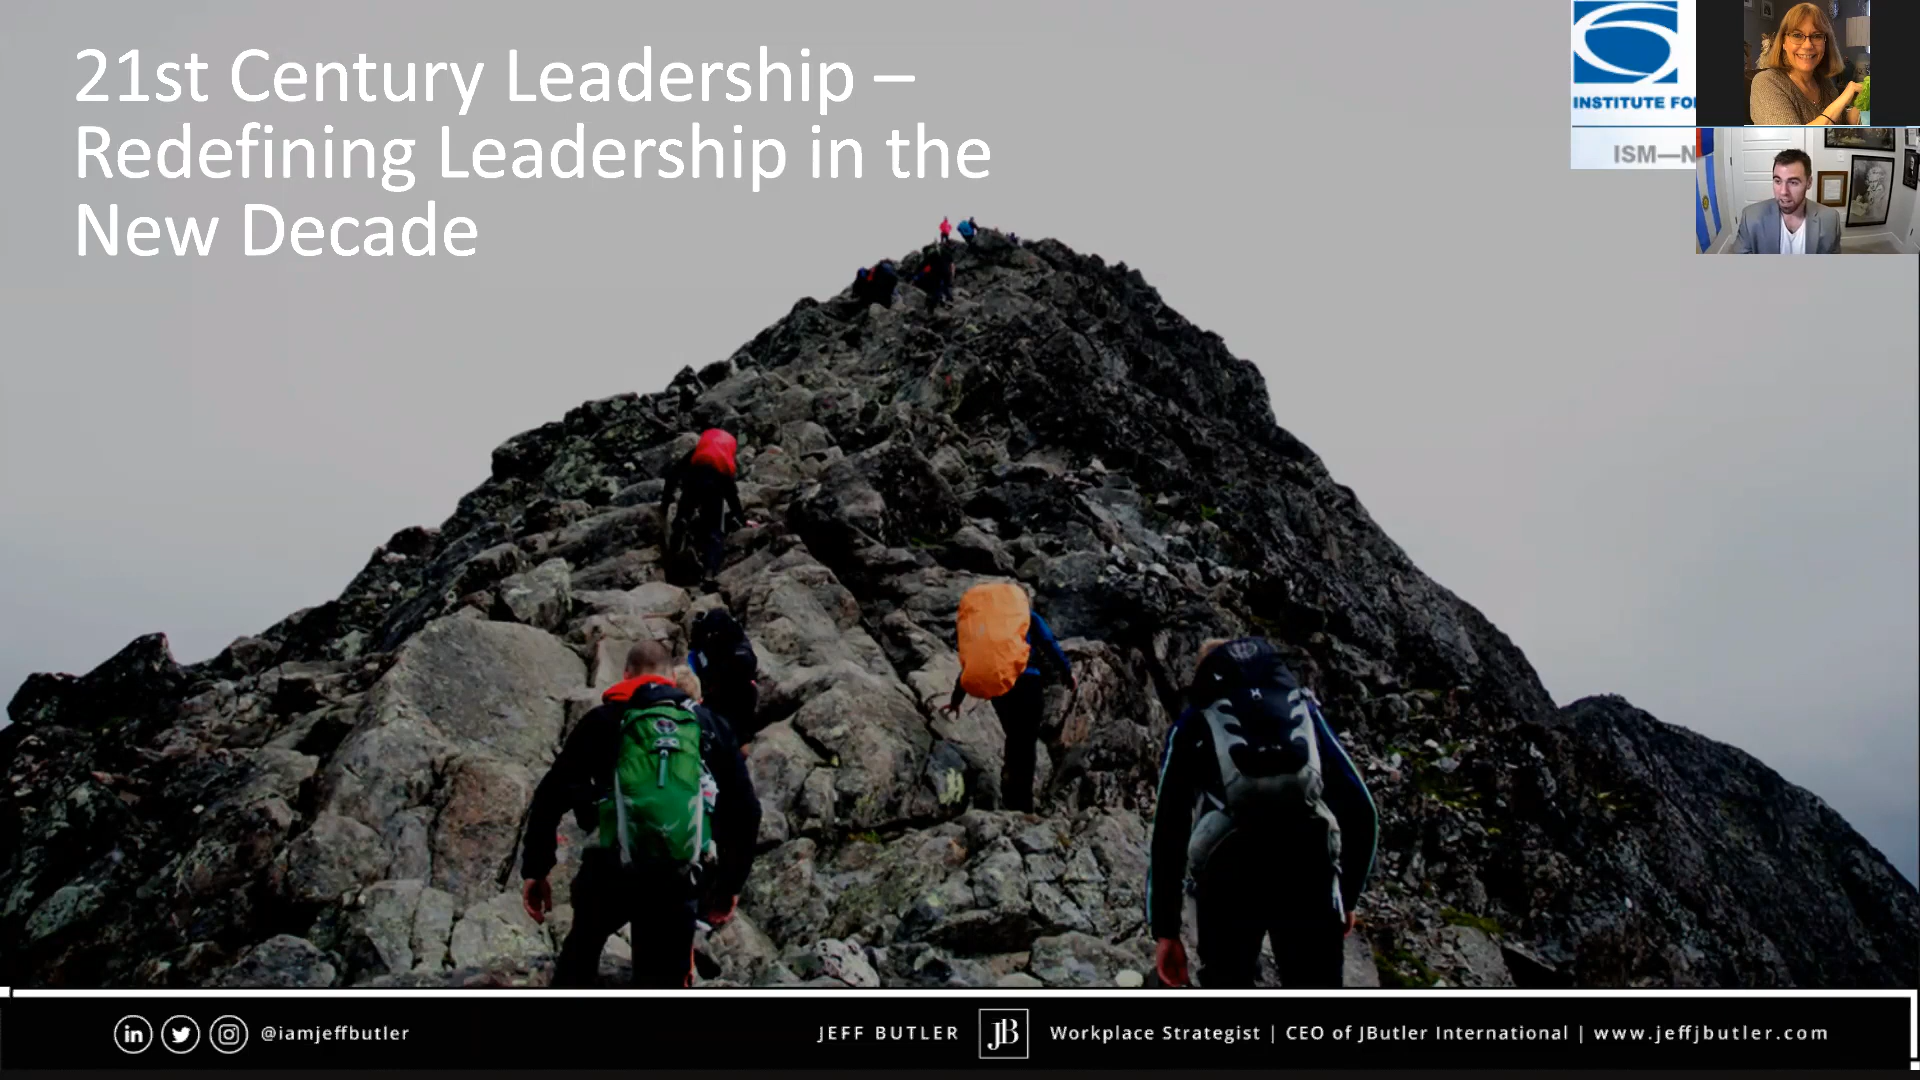 21st Century Leadership –
Redefining Leadership in the
New Decade
INSTITUTE FO
ISM—N
in
@iamjeffbutler
JEFF BUTLER
JB
Workplace Strategist | CEO of JButler International | www.jeffjbutler.com